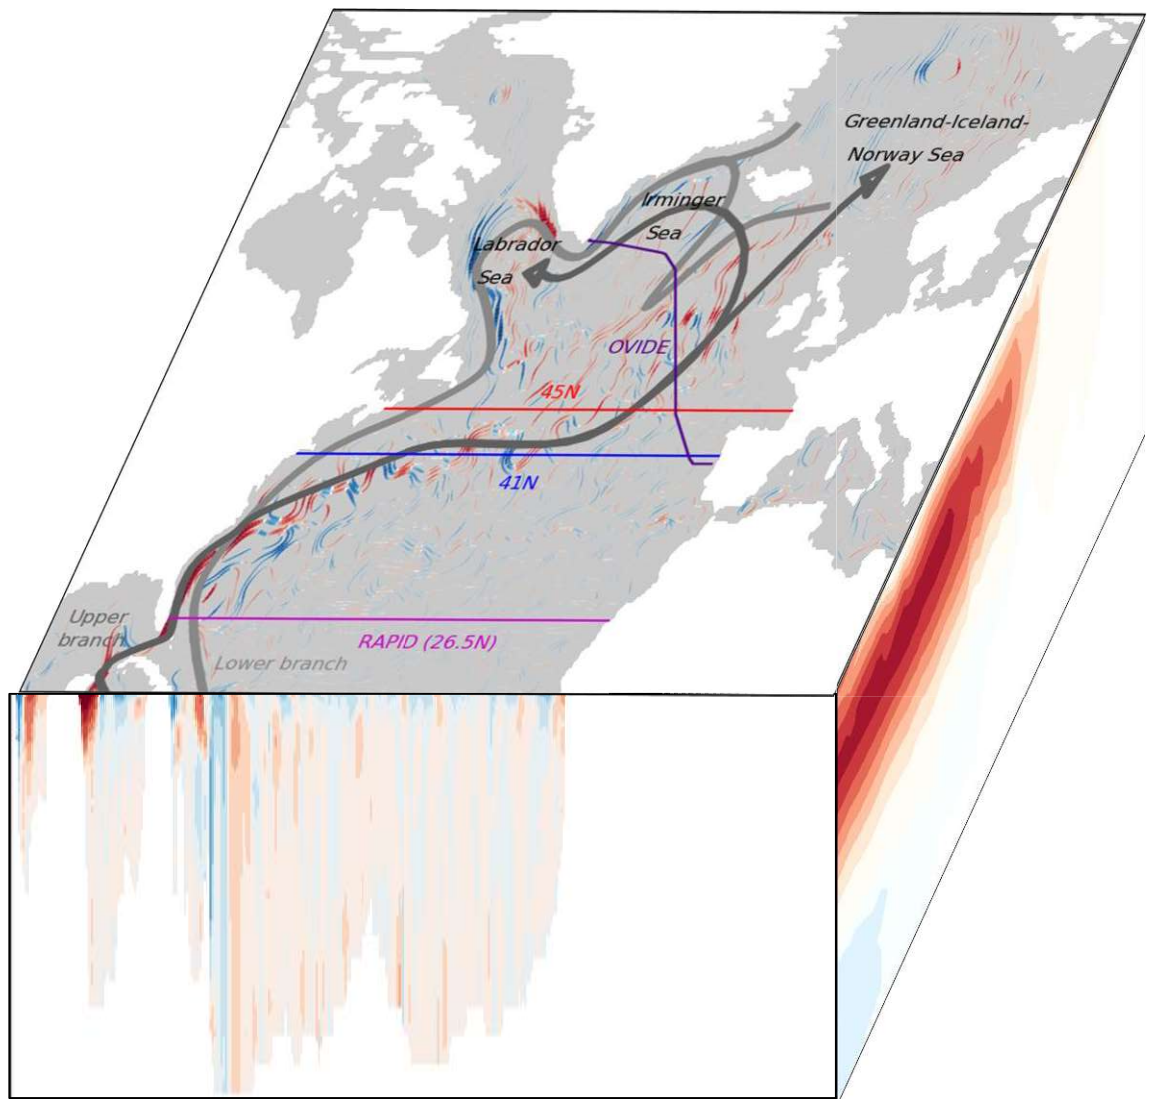 Greenland-Iceland-
Norway Sea
Irminger
Sea
Labrador
Sea
OVIDE
45N
41N
Upper
branch
RAPID (26.5N)
Lower branch